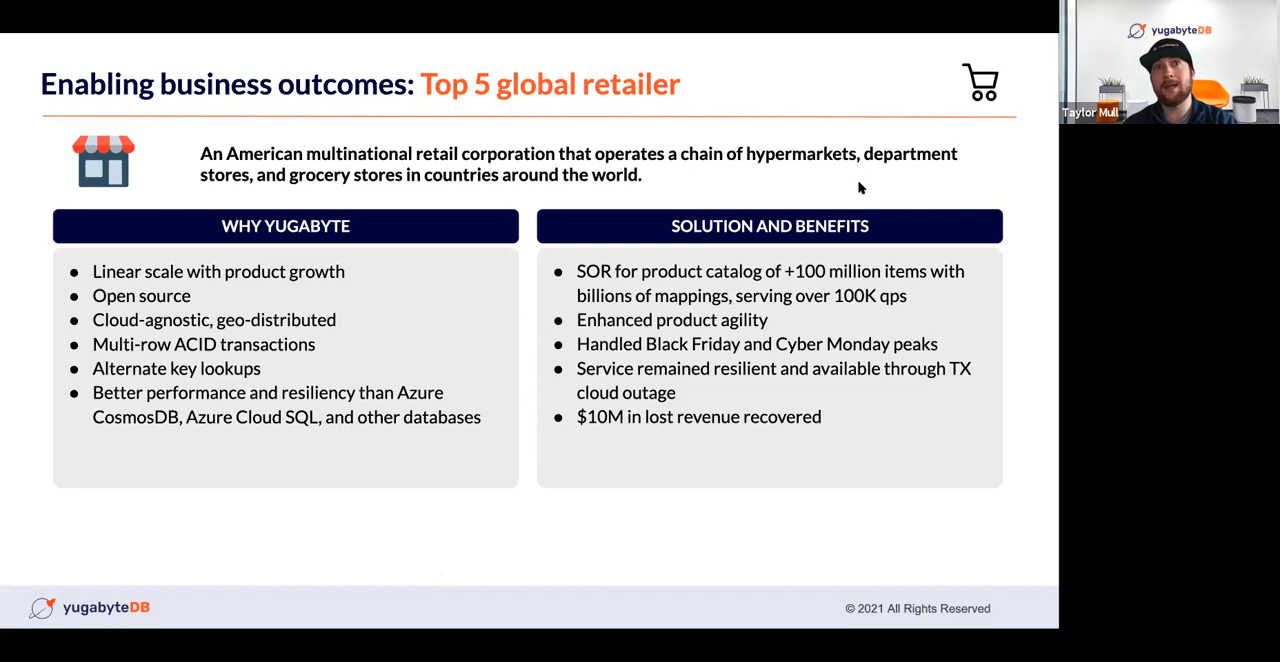 Enabling business outcomes: Top 5 global retailer
An American multinational retail corporation that operates a chain of hypermarkets, department
stores, and grocery stores in countries around the world.
WHY YUGABYTE
● Linear scale with product growth
● Open source
● Cloud-agnostic, geo-distributed
● Multi-row ACID transactions
● Alternate key lookups
● Better performance and resiliency than Azure
CosmosDB, Azure Cloud SQL, and other databases
SOLUTION AND BENEFITS
● SOR for product catalog of +100 million items with
billions of mappings, serving over 100K qps
● Enhanced product agility
● Handled Black Friday and Cyber Monday peaks
● Service remained resilient and available through TX
cloud outage
● $10M in lost revenue recovered
yugabyteDB
© 2021 All Rights Reserved
yugabyteDB
Taylor Mull